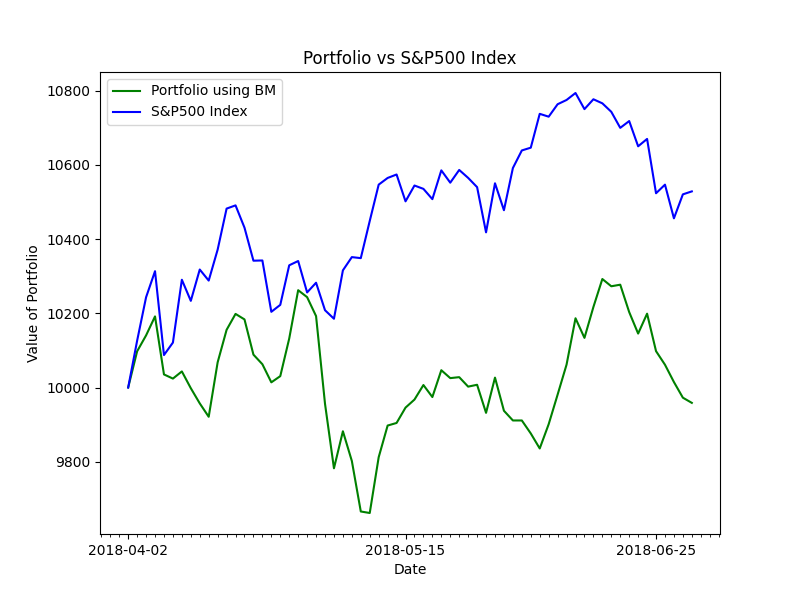 Portfolio vs S&P500 Index
Portfolio using BM
S&P500 Index
10800
10600
10400
10200
10000
9800
Value of Portfolio
2018-04-02 2018-05-15 2018-06-25
Date